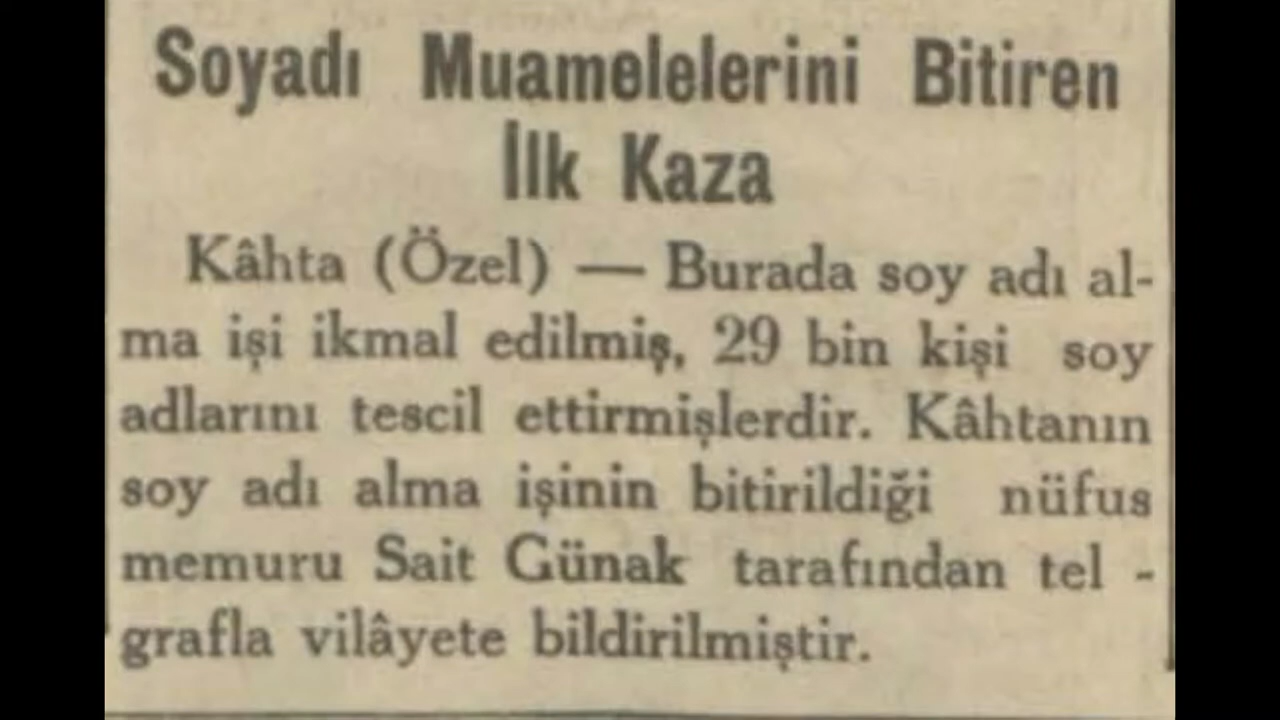 Soyadı Muamelelerini Bitiren
İlk Kaza
Kâhta (Özel) — Burada soy adı al-
ma işi ikmal edilmiş, 29 bin kişi soy
adlarını tescil ettirmişlerdir. Kâhtanın
soy adı alma işinin bitirildiği nüfus
memuru Sait Günak tarafından tel -
grafla vilâyete bildirilmiştir.